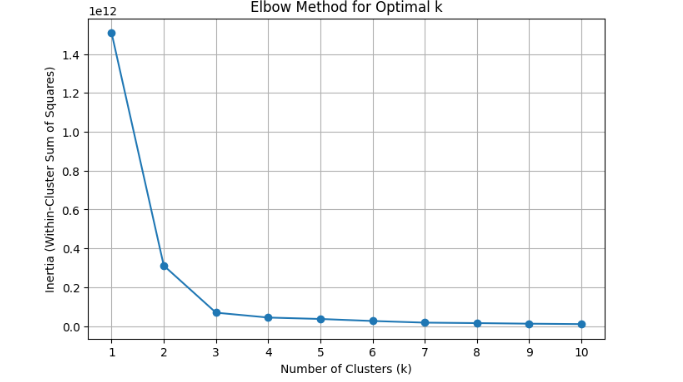 Elbow Method for Optimal k
1e12
1.4
1.2
1.0
0.8
0.6
0.4
0.2
0.0
Inertia (Within-Cluster Sum of Squares)
1 2 3 4 5 6 7 8 9 10
Number of Clusters (k)